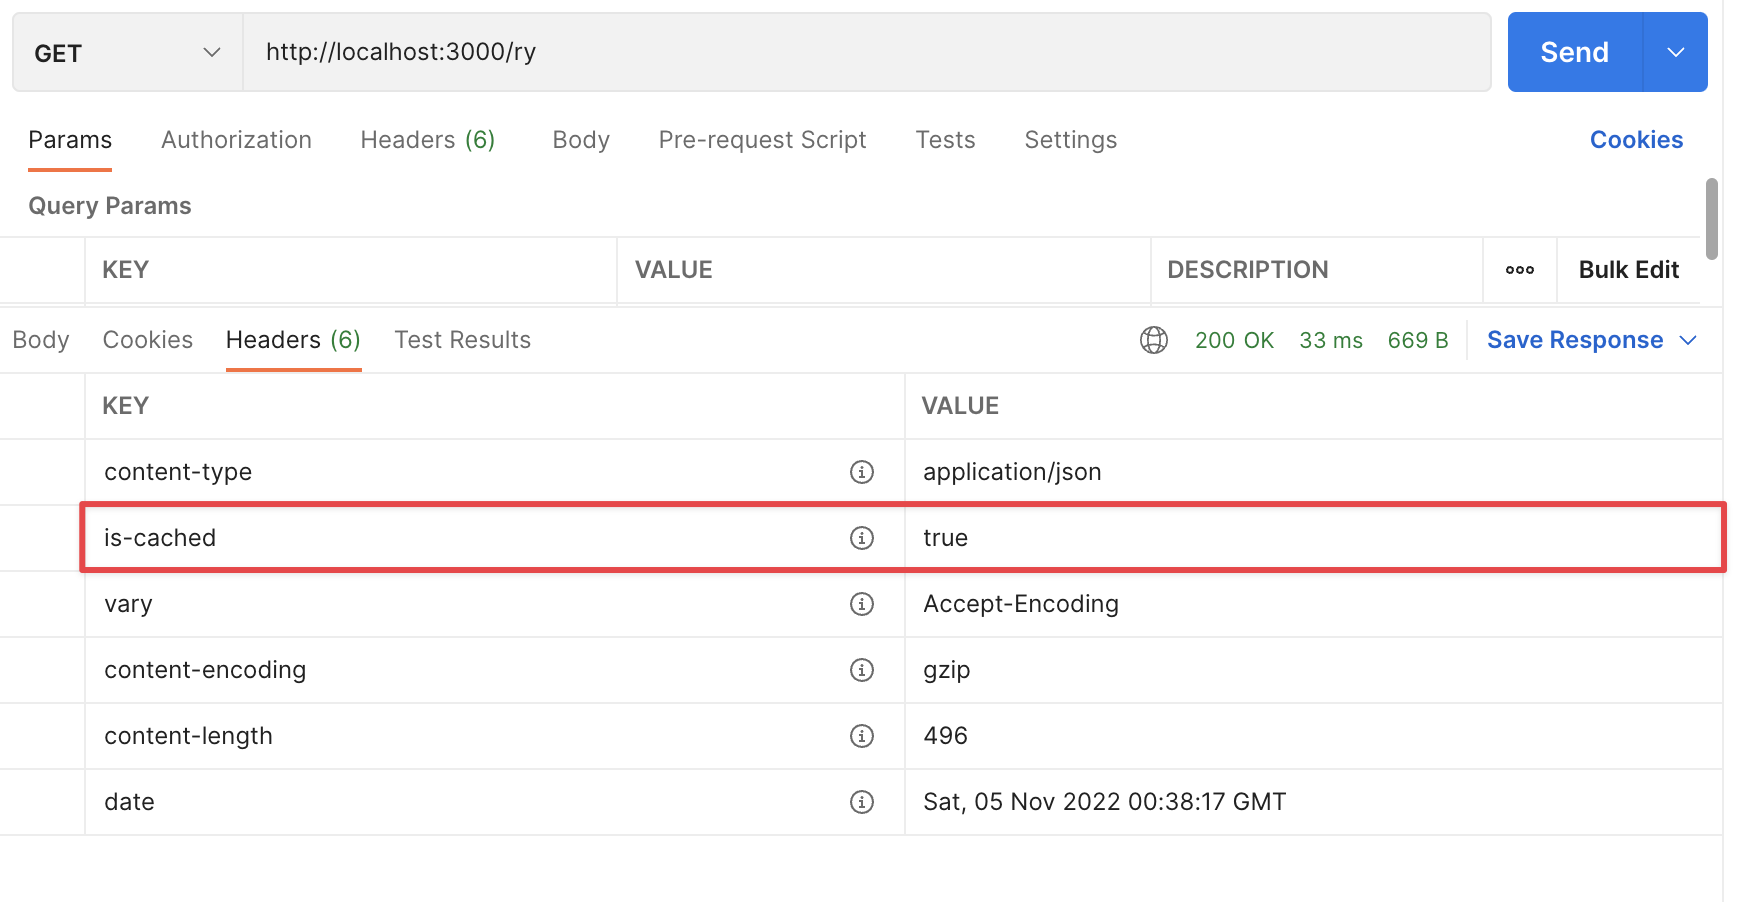 GET http://localhost:3000/ry Send
Params Authorization Headers (6) Body Pre-request Script Tests Settings Cookies
Query Params
KEY VALUE DESCRIPTION Bulk Edit
Body Cookies Headers (6) Test Results 200 OK 33 ms 669 B Save Response
KEY VALUE
content-type application/json
is-cached true
vary Accept-Encoding
content-encoding gzip
content-length 496
date Sat, 05 Nov 2022 00:38:17 GMT